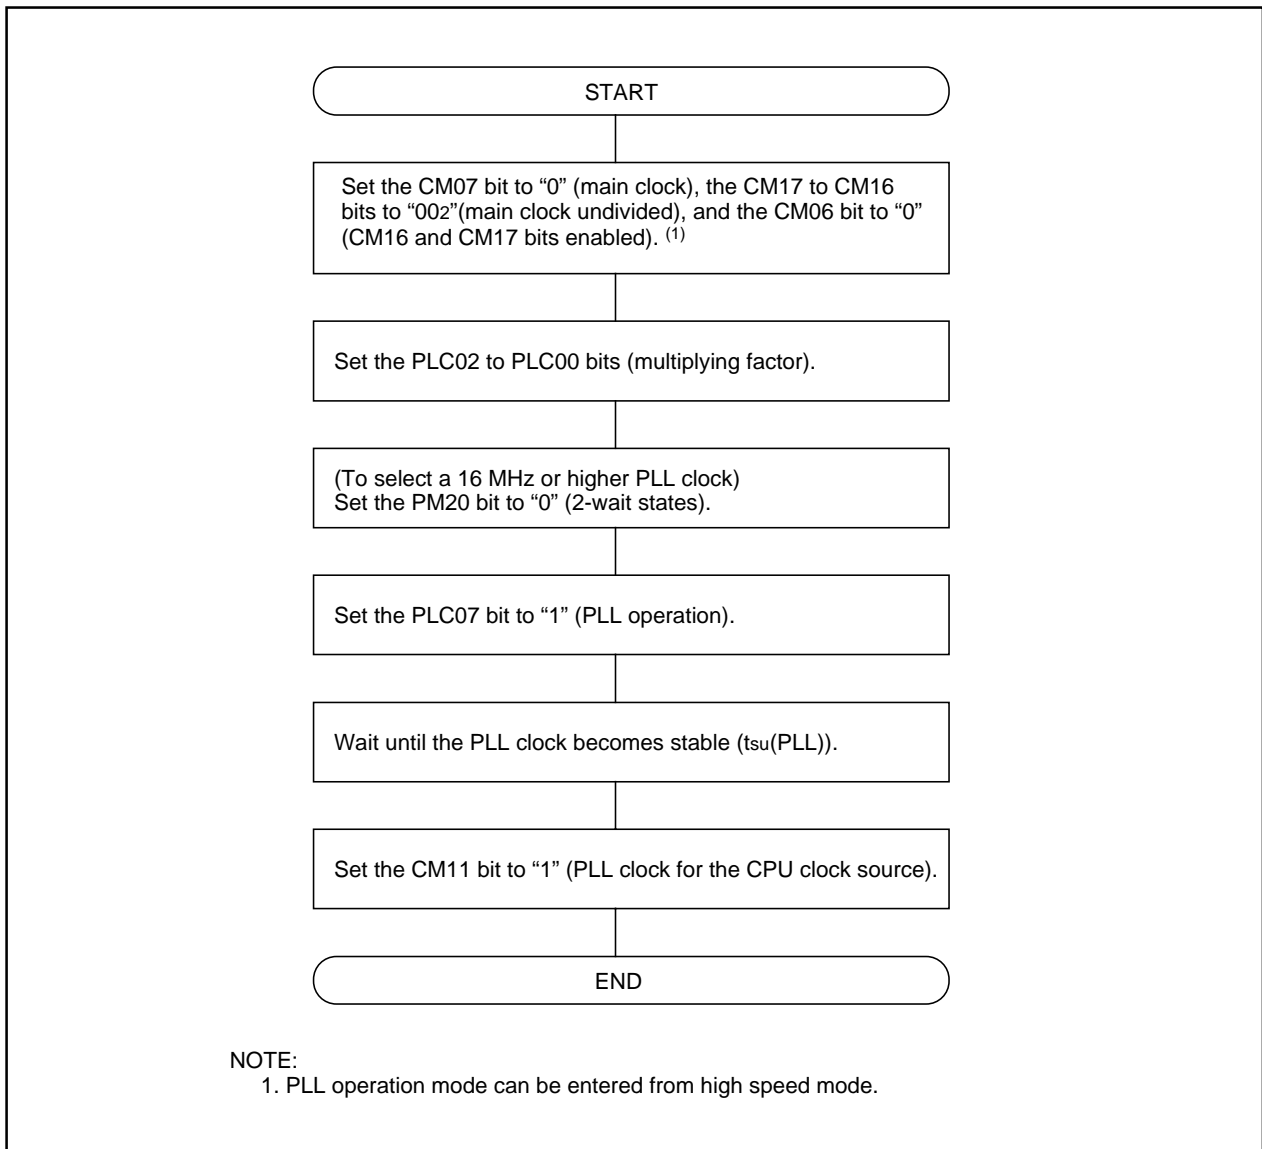 START
Set the CM07 bit to “0” (main clock), the CM17 to CM16
bits to “002”(main clock undivided), and the CM06 bit to “0”
(CM16 and CM17 bits enabled). (1)
Set the PLC02 to PLC00 bits (multiplying factor).
(To select a 16 MHz or higher PLL clock)
Set the PM20 bit to “0” (2-wait states).
Set the PLC07 bit to “1” (PLL operation).
Wait until the PLL clock becomes stable (tsu(PLL)).
Set the CM11 bit to “1” (PLL clock for the CPU clock source).
END
NOTE:
1. PLL operation mode can be entered from high speed mode.